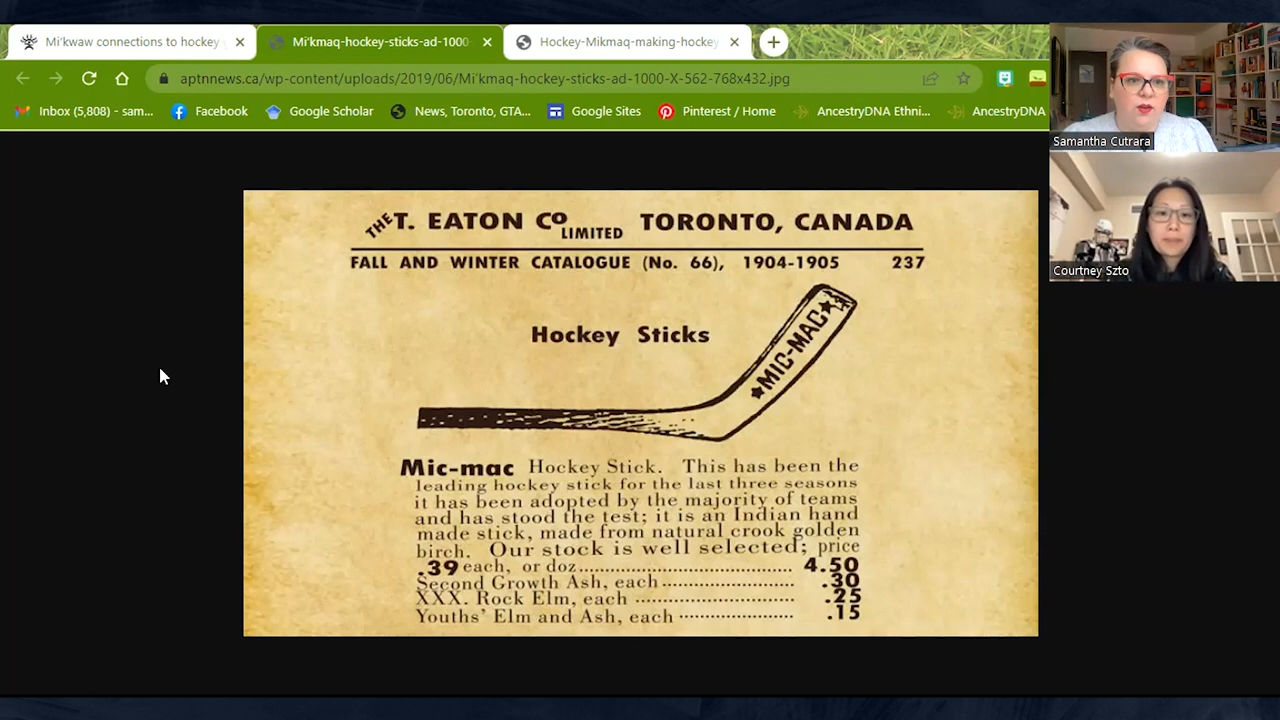 Mi'kwaw connections to hockey
Mi'kmaq-hockey-sticks-ad-1000-
Hockey-Mikmaq-making-hockey
aptnnews.ca/wp-content/uploads/2019/06/Mi'kmaq-hockey-sticks-ad-1000-X-562-768x432.jpg
Inbox (5,808) - sam...
Facebook
Google Scholar
News, Toronto, GTA...
Google Sites
Pinterest / Home
AncestryDNA Ethni...
AncestryDNA
Samantha Cutrara
Courtney Szto
THE T. EATON CO LIMITED TORONTO, CANADA
FALL AND WINTER CATALOGUE (No. 66), 1904-1905 237
Hockey Sticks
MIC-MAC
Mic-mac Hockey Stick. This has been the
leading hockey stick for the last three seasons
it has been adopted by the majority of teams
and has stood the test; it is an Indian hand
made stick, made from natural crook golden
birch. Our stock is well selected; price
.39 each, or doz.......................................... 4.50
Second Growth Ash, each.......................... .30
XXX. Rock Elm, each ................................ .25
Youths' Elm and Ash, each ...................... .15